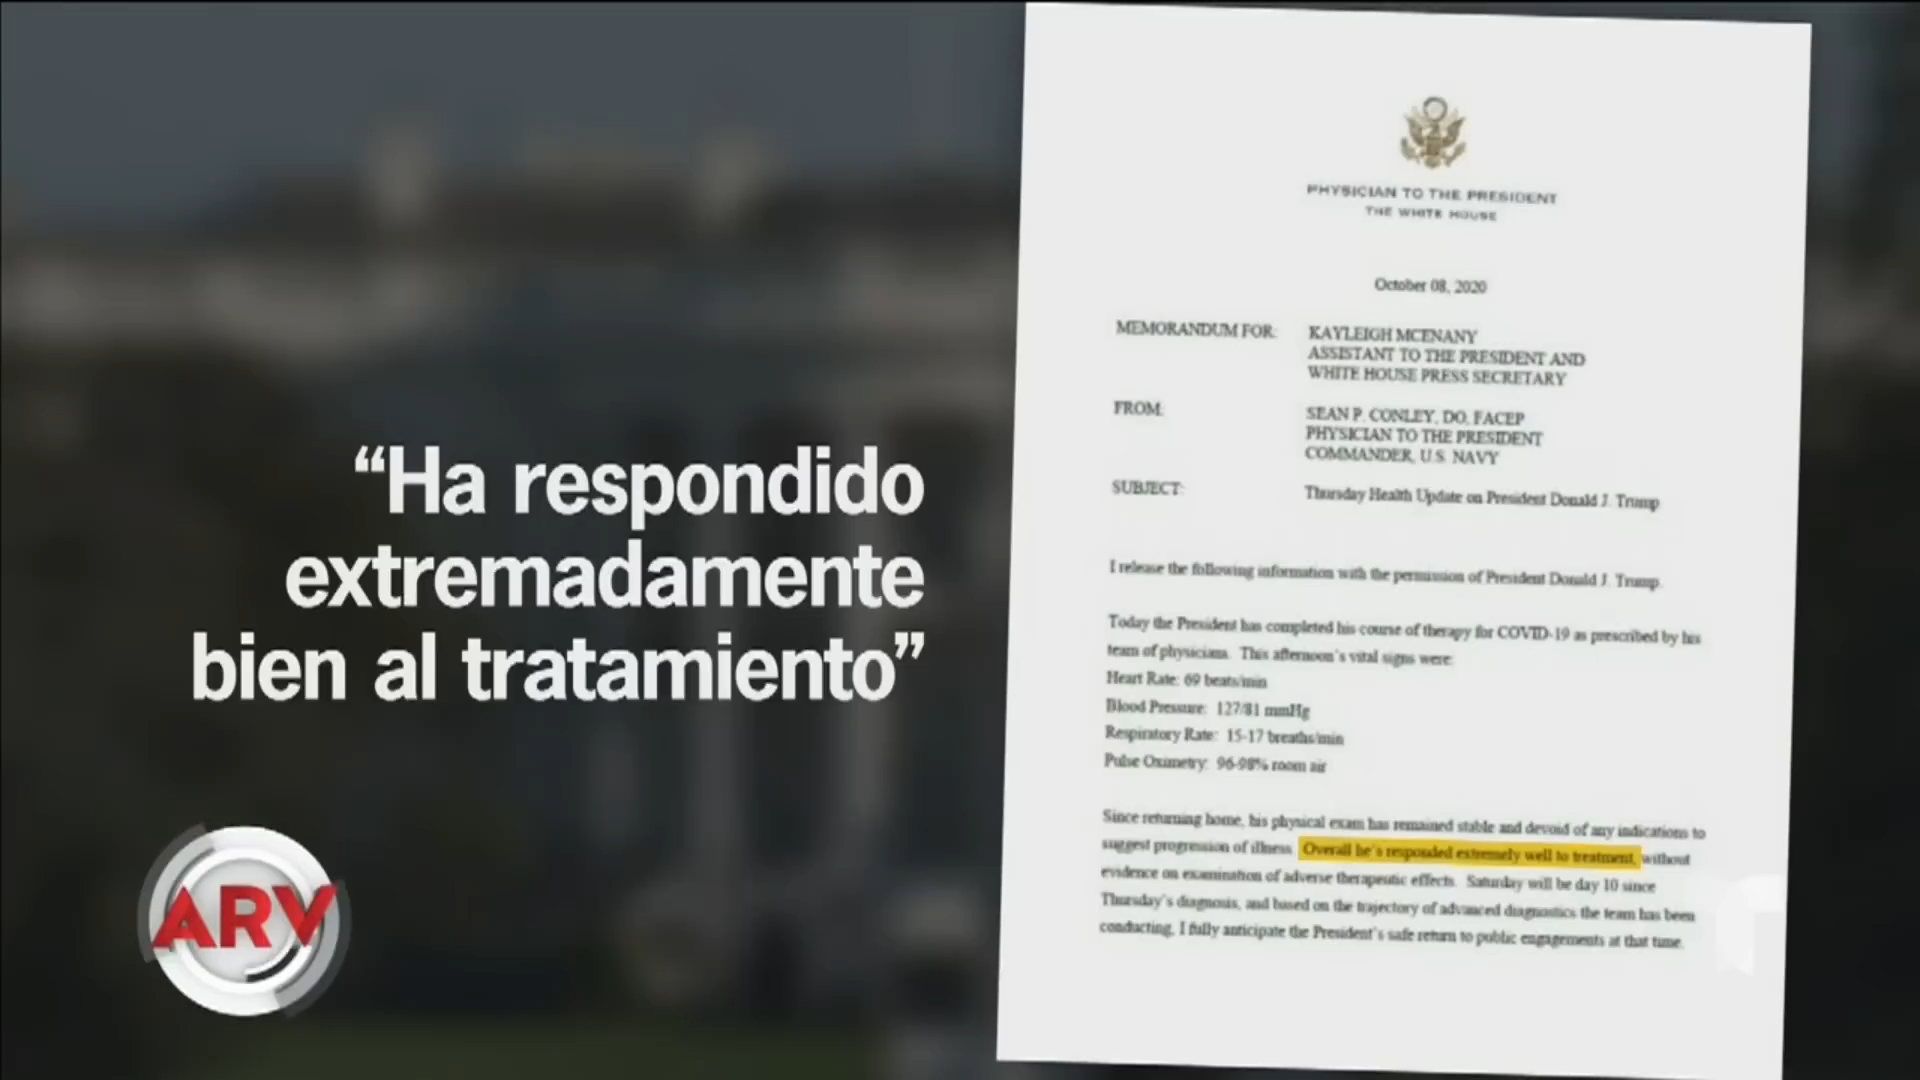 “Ha respondido
extremadamente
bien al tratamiento”
ARV
PHYSICIAN TO THE PRESIDENT
THE WHITE HOUSE
October 08, 2020
MEMORANDUM FOR: KAYLEIGH MCENANY
ASSISTANT TO THE PRESIDENT AND
WHITE HOUSE PRESS SECRETARY
FROM: SEAN P. CONLEY, DO, FACEP
PHYSICIAN TO THE PRESIDENT
COMMANDER, U.S. NAVY
SUBJECT: Thursday Health Update on President Donald J. Trump
I release the following information with the permission of President Donald J. Trump.
Today the President has completed his course of therapy for COVID-19 as prescribed by his
team of physicians. This afternoon's vital signs were:
Heart Rate: 69 beats/min
Blood Pressure: 127/81 mmHg
Respiratory Rate: 15-17 breaths/min
Pulse Oximetry: 96-98% room air
Since returning home, his physical exam has remained stable and devoid of any indications to
suggest progression of illness. Overall he's responded extremely well to treatment, without
evidence on examination of adverse therapeutic effects. Saturday will be day 10 since
Thursday's diagnosis, and based on the trajectory of advanced diagnostics the team has been
conducting, I fully anticipate the President's safe return to public engagements at that time.